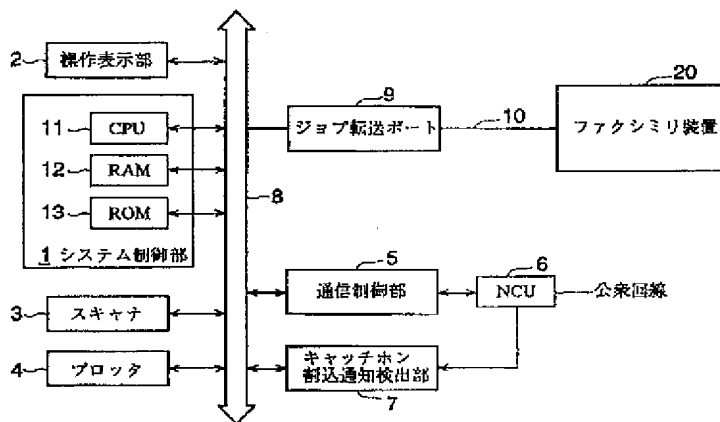 2 操作表示部
11 CPU
12 RAM
13 ROM
1 システム制御部
3 スキャナ
4 プロッタ
8
9
ジョブ転送ポート
10
20
ファクシミリ装置
5
通信制御部
6
NCU
公衆回線
キャッチホン
割込通知検出部
7